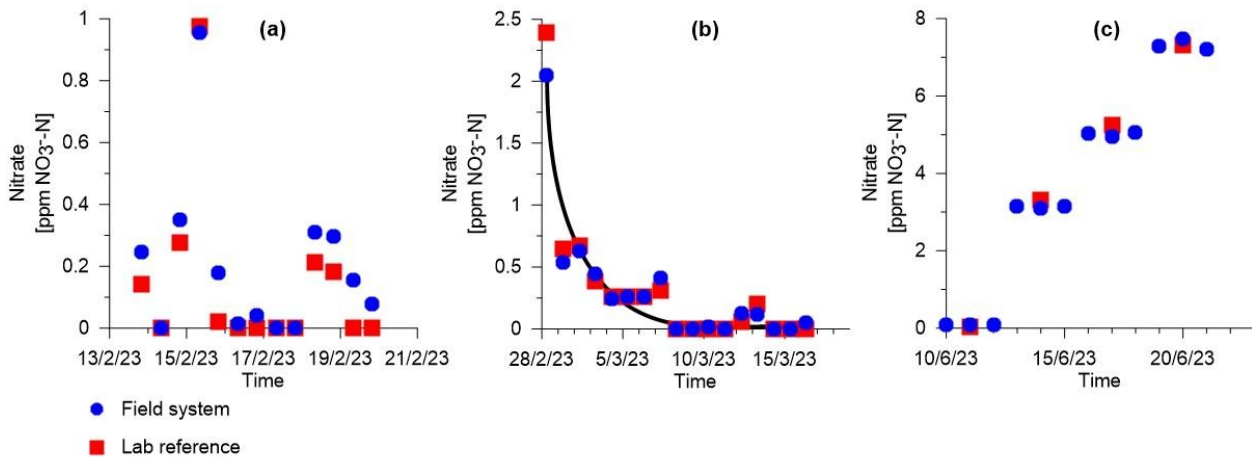 (a)
1
0.8
0.6
0.4
0.2
0
Nitrate
[ppm NO3⁻-N]
13/2/23 15/2/23 17/2/23 19/2/23 21/2/23
Time
(b)
2.5
2
1.5
1
0.5
0
Nitrate
[ppm NO3⁻-N]
28/2/23 5/3/23 10/3/23 15/3/23
Time
(c)
8
6
4
2
0
Nitrate
[ppm NO3⁻-N]
10/6/23 15/6/23 20/6/23
Time
Field system
Lab reference